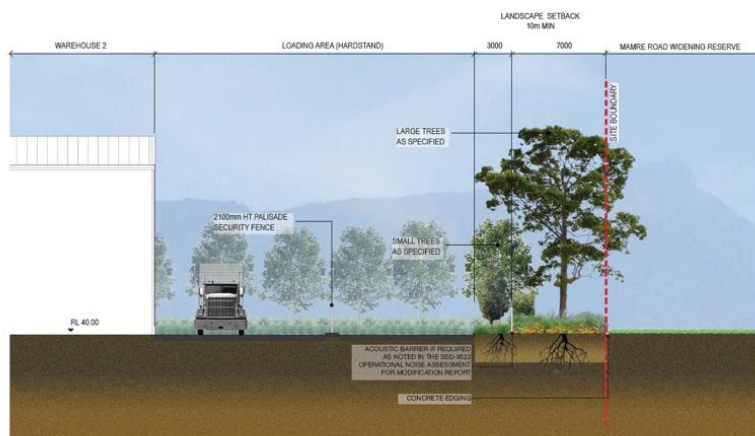 LANDSCAPE SETBACK
10m MIN
WAREHOUSE 2
LOADING AREA (HARDSTAND)
3000
7000
MAMRE ROAD WIDENING RESERVE
SITE BOUNDARY
LARGE TREES
AS SPECIFIED
2100mm HT PALISADE
SECURITY FENCE
SMALL TREES
AS SPECIFIED
RL 40.00
ACOUSTIC BARRIER IF REQUIRED
AS NOTED IN THE SSD-9522
OPERATIONAL NOISE ASSESSMENT
FOR MODIFICATION REPORT
CONCRETE EDGING